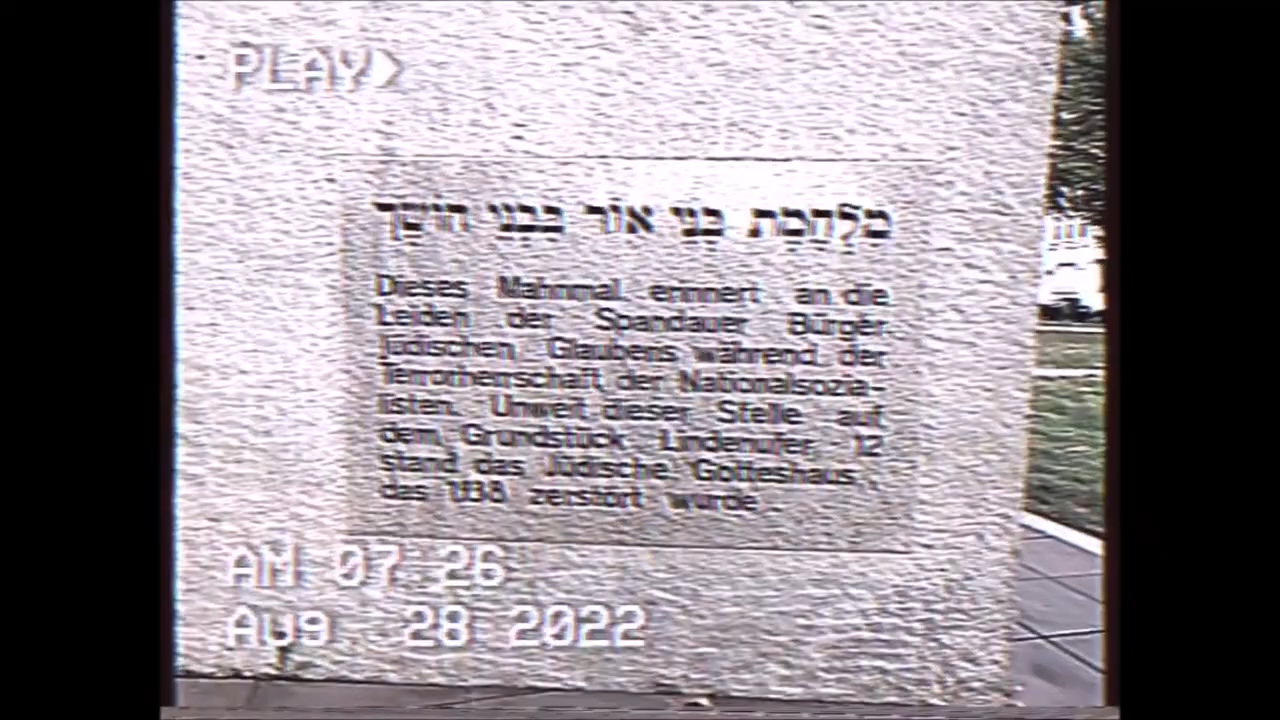 PLAY
מלחמת בני אור בבני חושך
Dieses Mahnmal erinnert an die
Leiden der Spandauer Bürger
jüdischen Glaubens während der
Terrorherrschaft der Nationalsozia-
listen. Unweit dieser Stelle auf
dem Grundstück Lindenufer 12
stand das Jüdische Gotteshaus,
das 1938 zerstört wurde.
AM 07:26
Aug 28 2022